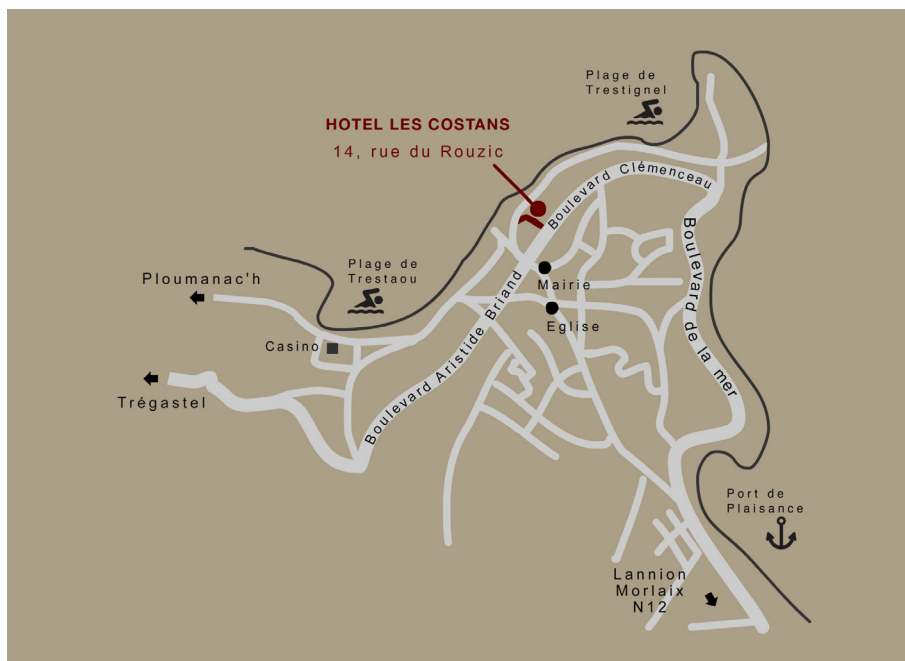 Plage de
Trestignel
HOTEL LES COSTANS
14, rue du Rouzic
Boulevard Clémenceau
Boulevard de la mer
Plage de
Trestaou
Ploumanac'h
Mairie
Eglise
Casino
Boulevard Aristide Briand
Trégastel
Port de
Plaisance
Lannion
Morlaix
N12